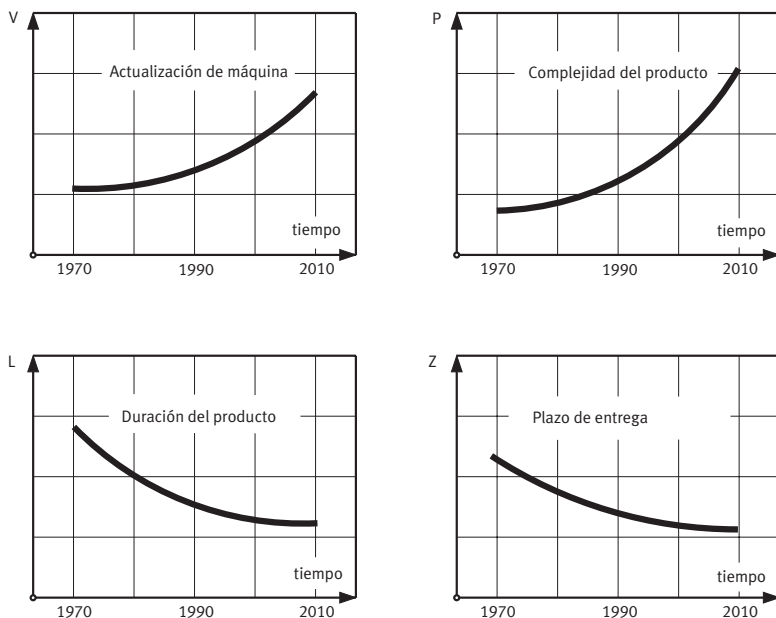 V
Actualización de máquina
tiempo
1970 1990 2010
P
Complejidad del producto
tiempo
1970 1990 2010
L
Duración del producto
tiempo
1970 1990 2010
Z
Plazo de entrega
tiempo
1970 1990 2010